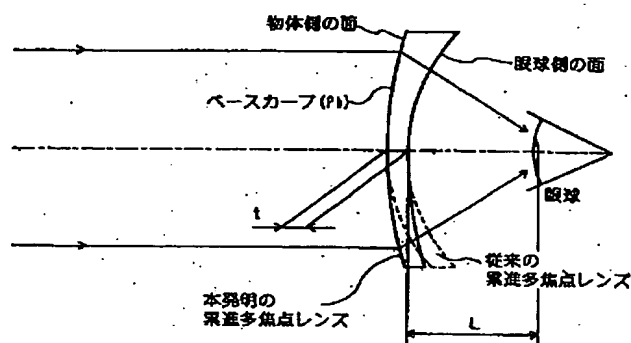 物体側の面
眼球側の面
ベースカーブ(Pb)
t
眼球
従来の
累進多焦点レンズ
本発明の
累進多焦点レンズ
L